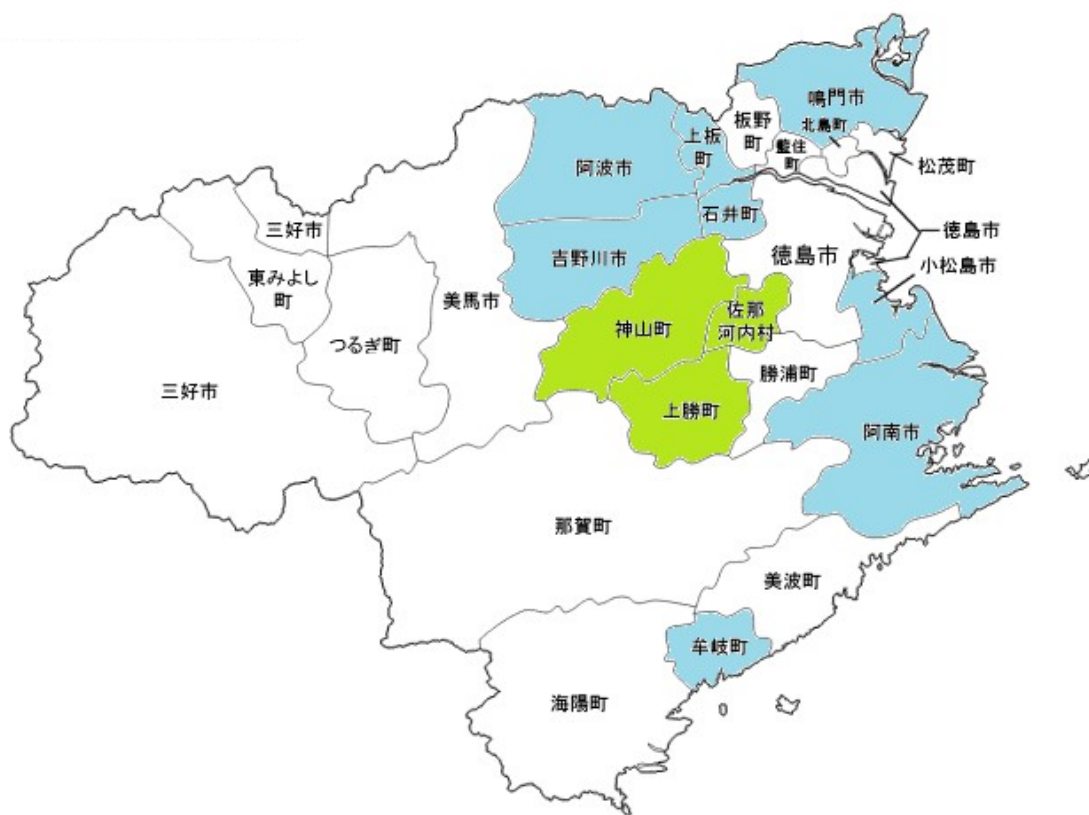 鳴門市
板野
町
北島町
上板
町
藍住
町
阿波市
松茂町
石井町
三好市
徳島市
吉野川市
徳島市
小松島市
東みよし
町
美馬市
佐那
河内村
神山町
つるぎ町
勝浦町
三好市
上勝町
阿南市
那賀町
美波町
牟岐町
海陽町